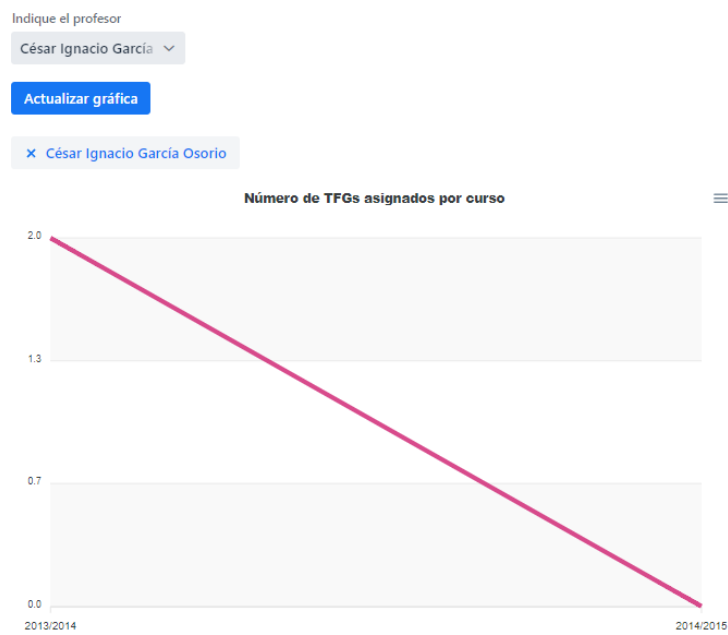 Indique el profesor
César Ignacio García
Actualizar gráfica
× César Ignacio García Osorio
Número de TFGs asignados por curso
2.0
1.3
0.7
0.0
2013/2014 2014/2015